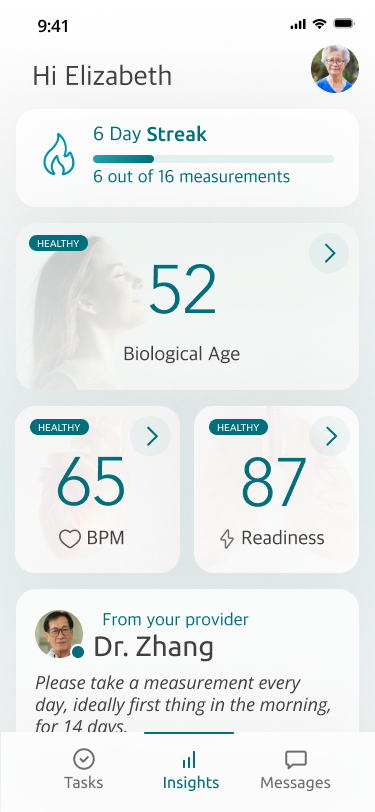 9:41
Hi Elizabeth
6 Day Streak
6 out of 16 measurements
HEALTHY
52
Biological Age
HEALTHY
65
BPM
HEALTHY
87
Readiness
From your provider
Dr. Zhang
Please take a measurement every
day, ideally first thing in the morning,
for 14 days.
Tasks
Insights
Messages